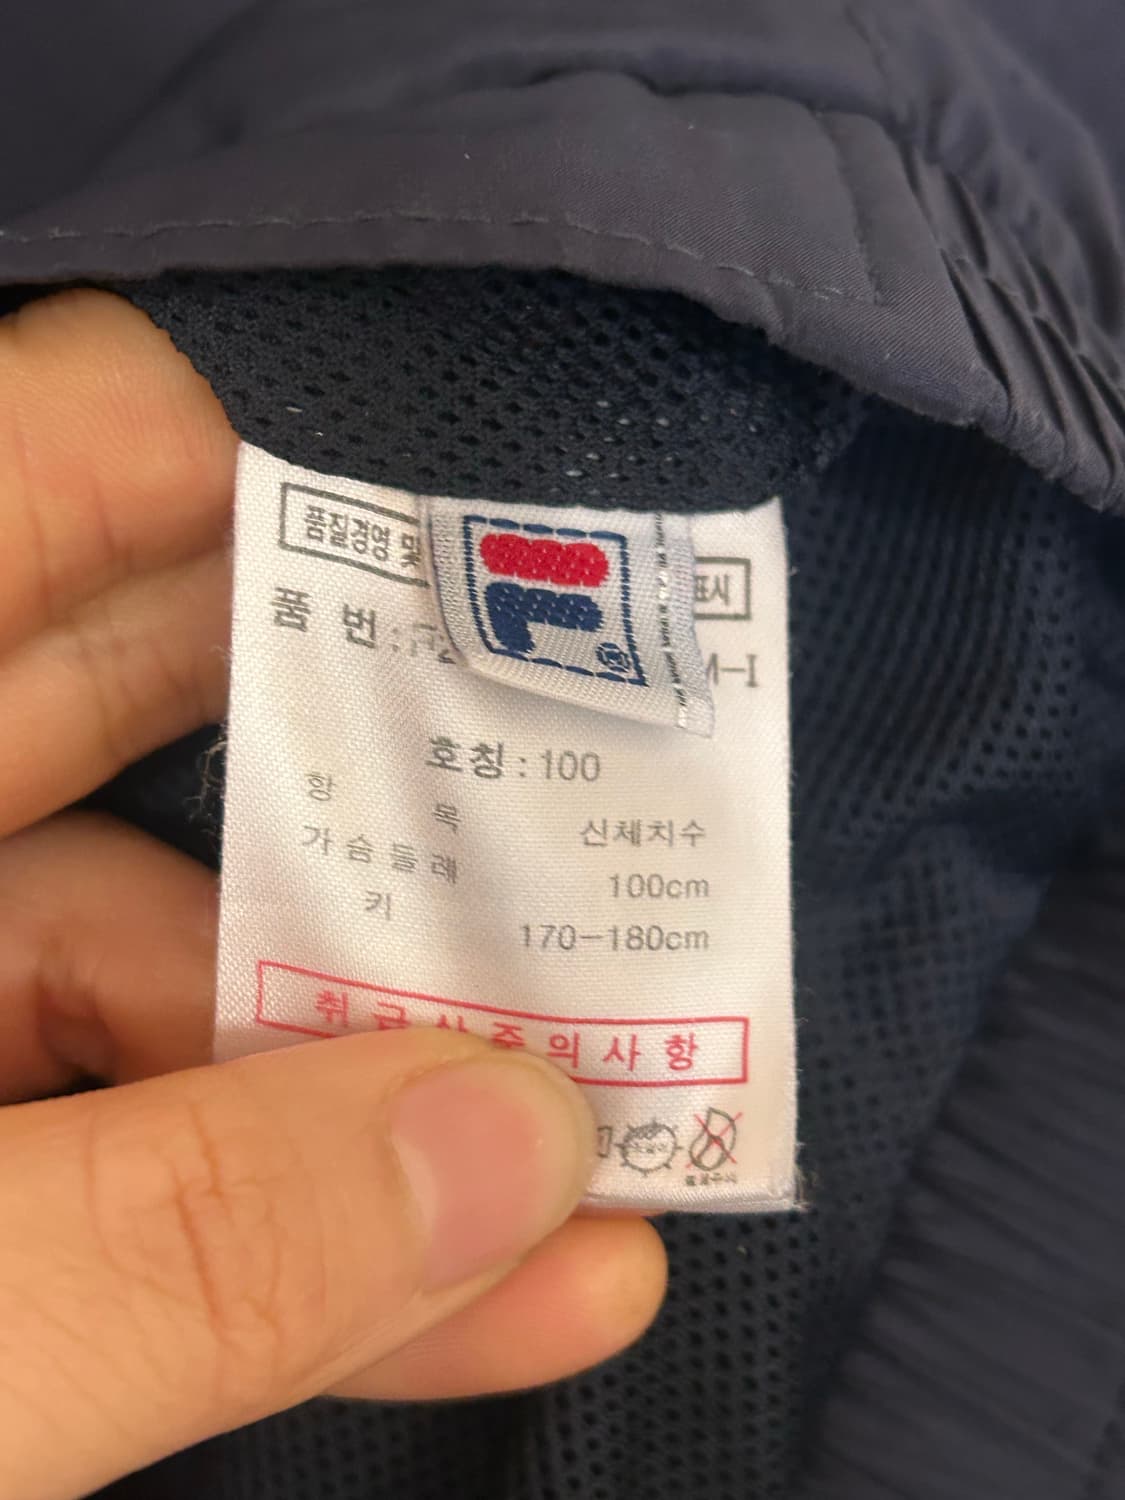 품질경영 및
표시
품 번 :
M-I
호칭 : 100
항 목 신체치수
가슴둘레 100cm
키 170-180cm
취급상주의사항